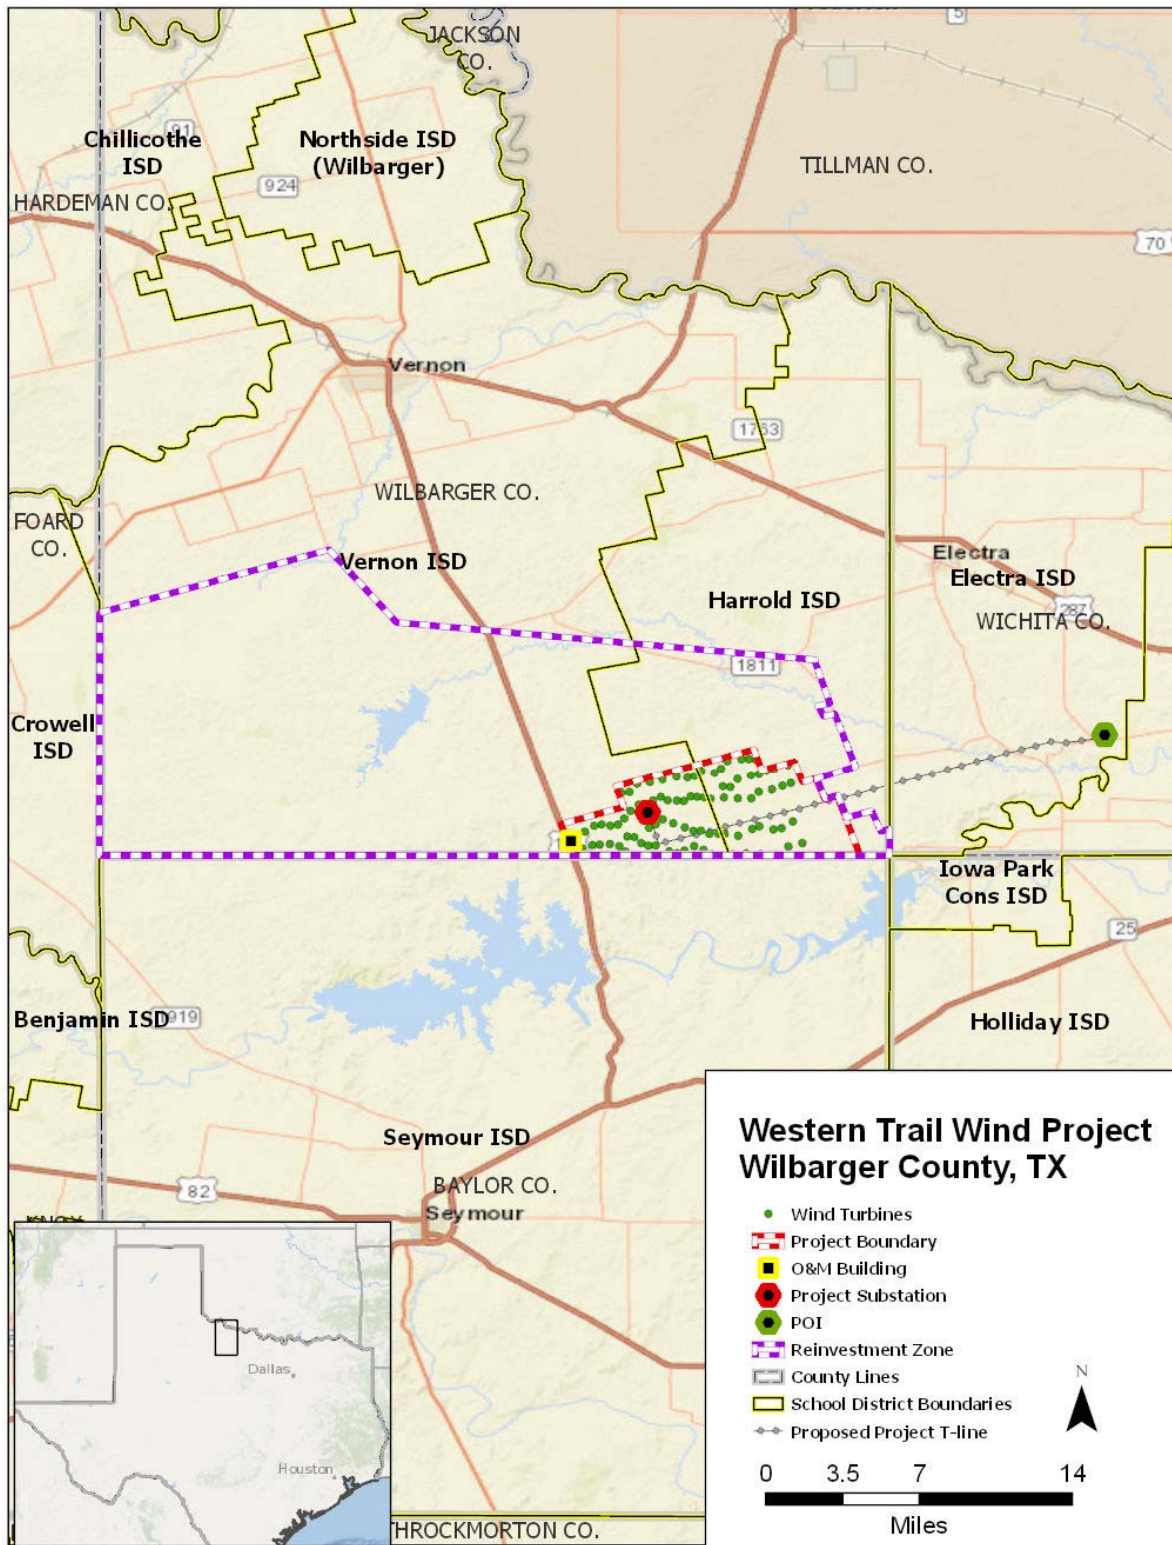 JACKSON
CO.
5
91
Chillicothe
ISD
Northside ISD
(Wilbarger)
TILLMAN CO.
924
HARDEMAN CO.
70
Vernon
1763
WILBARGER CO.
FOARD
CO.
Vernon ISD
Electra
Electra ISD
Harrold ISD
287
WICHITA CO.
1811
Crowell
ISD
Iowa Park
Cons ISD
25
Benjamin ISD
919
Holliday ISD
Seymour ISD
82
BAYLOR CO.
Seymour
Western Trail Wind Project
Wilbarger County, TX
Wind Turbines
Project Boundary
O&M Building
Project Substation
POI
Reinvestment Zone
County Lines
School District Boundaries
Proposed Project T-line
N
0 3.5 7 14
Miles
Dallas
Houston
THROCKMORTON CO.